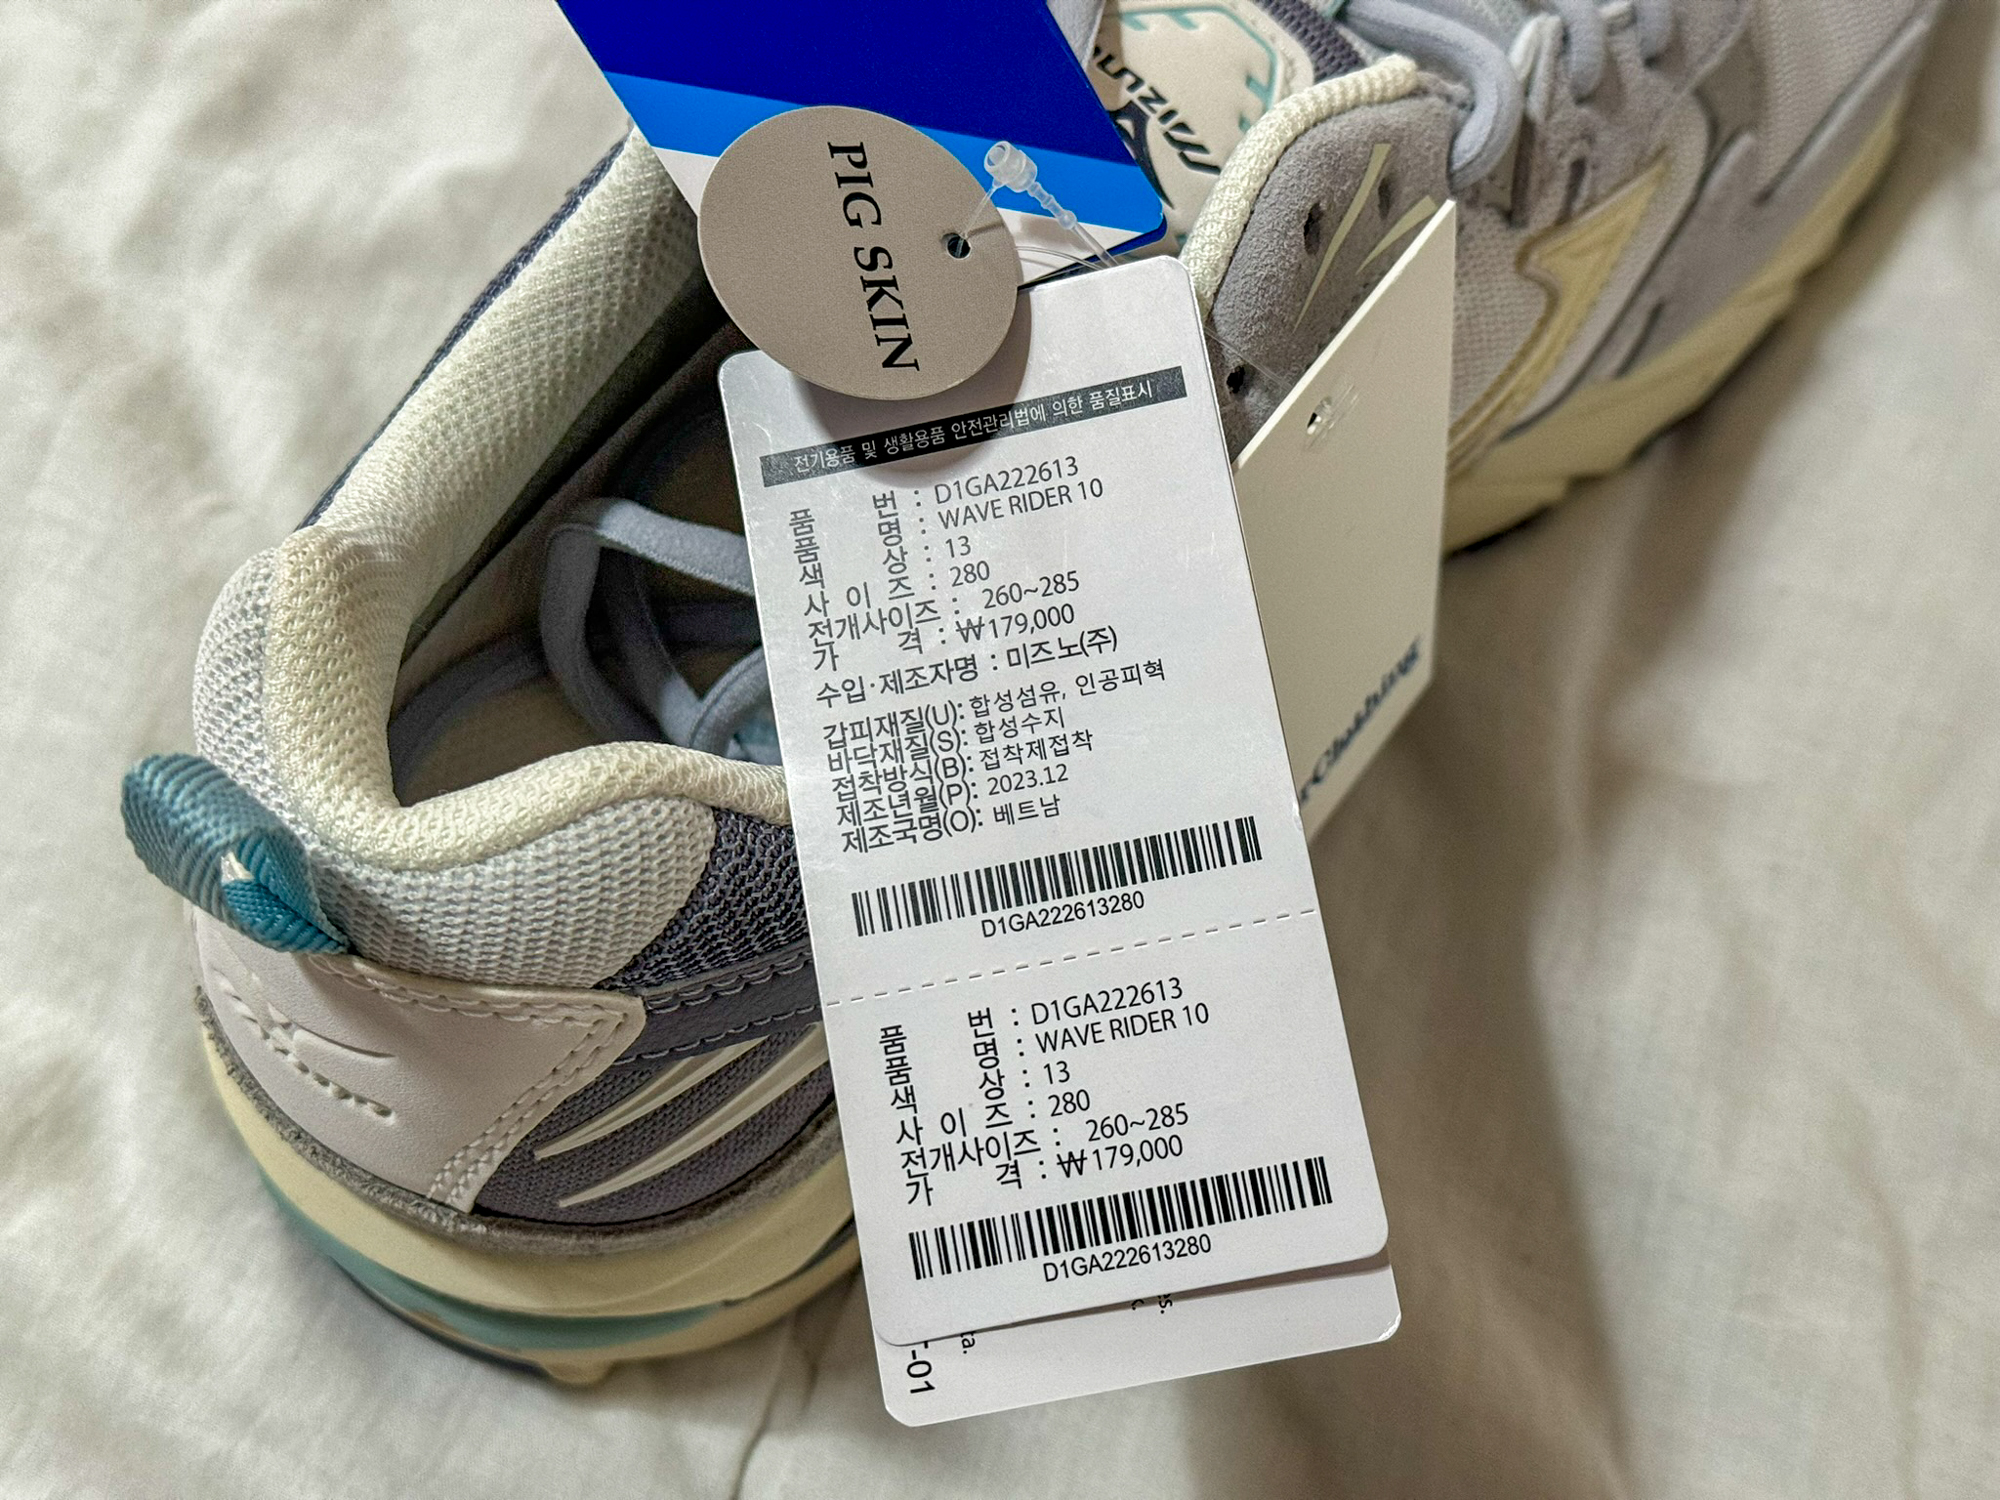 mizuno
PIG SKIN
전기용품 및 생활용품 안전관리법에 의한 품질표시
품 번 : D1GA222613
품 명 : WAVE RIDER 10
색 상 : 13
사 이 즈 : 280
전개사이즈 : 260~285
가 격 : ₩179,000
수입·제조자명 : 미즈노(주)
갑피재질(U): 합성섬유, 인공피혁
바닥재질(S): 합성수지
접착방식(B): 접착제접착
제조년월(P): 2023.12
제조국명(O): 베트남
D1GA222613280
품 번 : D1GA222613
품 명 : WAVE RIDER 10
색 상 : 13
사 이 즈 : 280
전개사이즈 : 260~285
가 격 : ₩179,000
D1GA222613280
-01